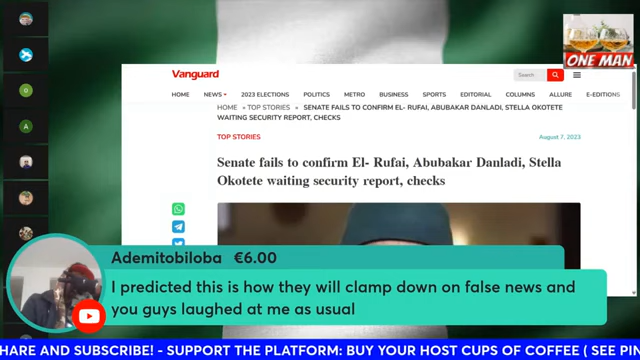 ONE MAN
Vanguard
Search
HOME NEWS 2023 ELECTIONS POLITICS METRO BUSINESS SPORTS EDITORIAL COLUMNS ALLURE E-EDITIONS
HOME TOP STORIES SENATE FAILS TO CONFIRM EL- RUFAI, ABUBAKAR DANLADI, STELLA OKOTETE
WAITING SECURITY REPORT, CHECKS
TOP STORIES
August 7, 2023
Senate fails to confirm El- Rufai, Abubakar Danladi, Stella
Okotete waiting security report, checks
O
A
Ademitobiloba €6.00
I predicted this is how they will clamp down on false news and
you guys laughed at me as usual
HARE AND SUBSCRIBE! - SUPPORT THE PLATFORM: BUY YOUR HOST CUPS OF COFFEE ( SEE PI